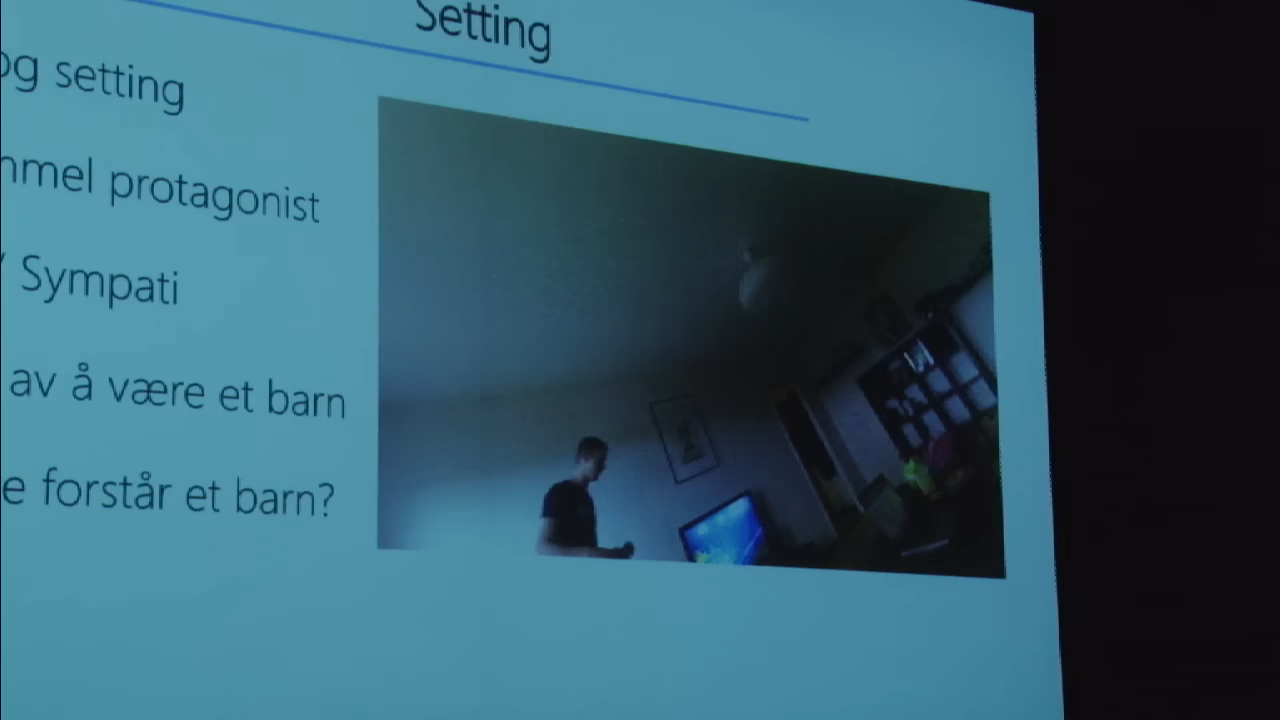 Setting
og setting
mmel protagonist
Sympati
av å være et barn
e forstår et barn?